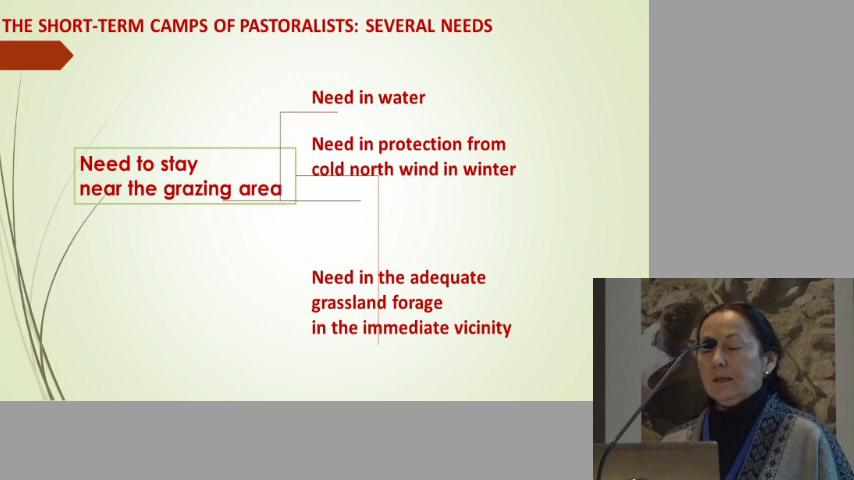 THE SHORT-TERM CAMPS OF PASTORALISTS: SEVERAL NEEDS
Need in water
Need in protection from
cold north wind in winter
Need to stay
near the grazing area
Need in the adequate
grassland forage
in the immediate vicinity